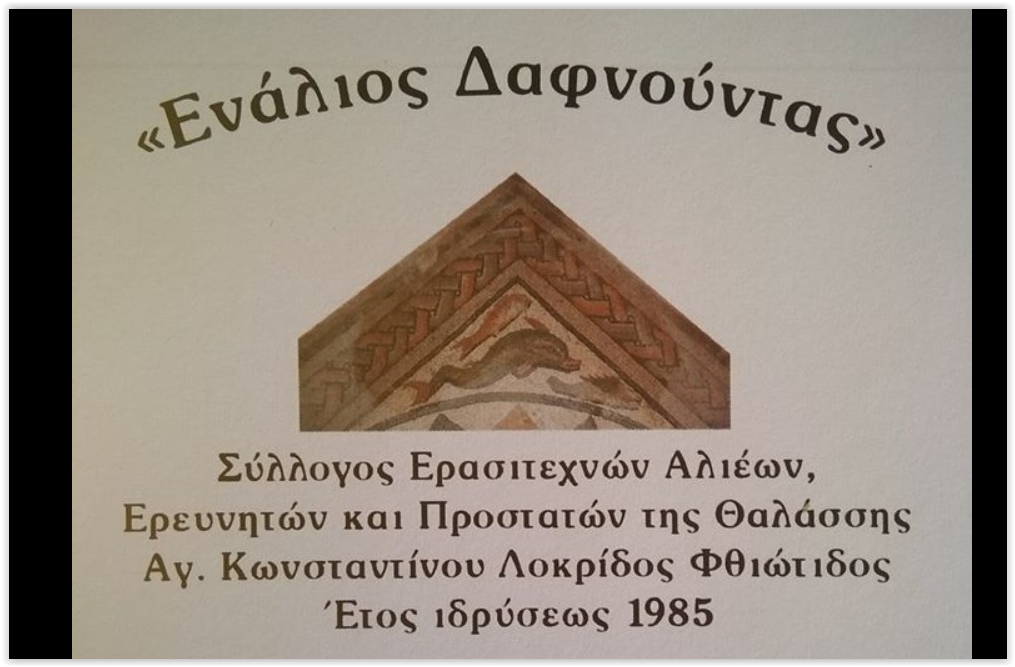 «Ενάλιος Δαφνούντας»
Σύλλογος Ερασιτεχνών Αλιέων,
Ερευνητών και Προστατών της Θαλάσσης
Αγ. Κωνσταντίνου Λοκρίδος Φθιώτιδος
Έτος ιδρύσεως 1985